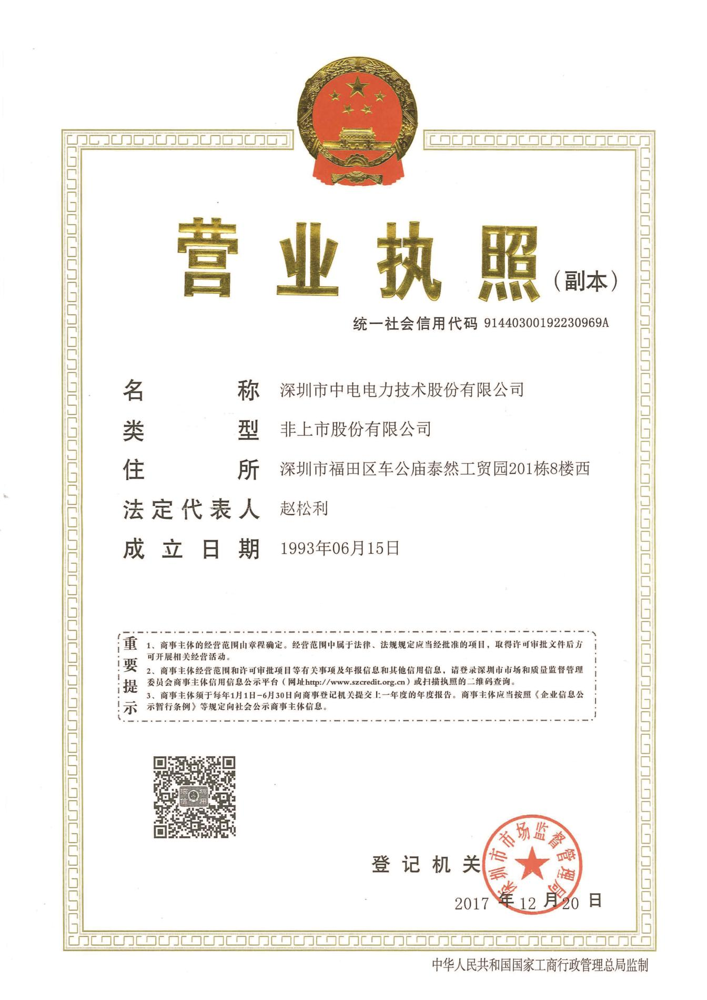 营业执照（副本）
统一社会信用代码 91440300192230969A
名称 深圳市中电电力技术股份有限公司
类型 非上市股份有限公司
住所 深圳市福田区车公庙泰然工贸园201栋8楼西
法定代表人 赵松利
成立日期 1993年06月15日
重要提示
1、商事主体的经营范围由章程确定。经营范围中属于法律、法规规定应当经批准的项目，取得许可审批文件后方
可开展相关经营活动。
2、商事主体经营范围和许可审批项目等有关事项及年报信息和其他信用信息，请登录深圳市市场和质量监督管理
委员会商事主体信用信息公示平台（网址http://www.szcredit.org.cn）或扫描执照的二维码查询。
3、商事主体须于每年1月1日-6月30日向商事登记机关提交上一年度的年度报告。商事主体应当按照《企业信息公
示暂行条例》等规定向社会公示商事主体信息。
深圳
信用
登记机关
深圳市市场监督管理局
2017年12月20日
中华人民共和国国家工商行政管理总局监制